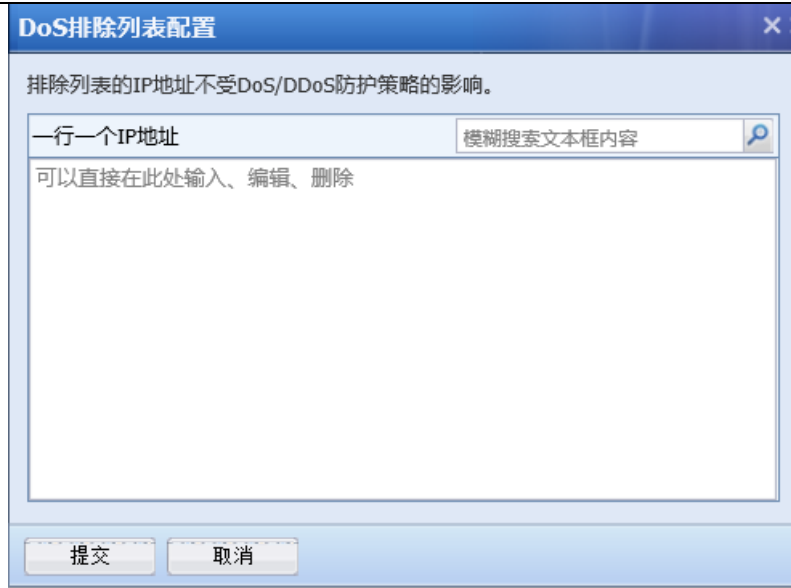 DoS排除列表配置
排除列表的IP地址不受DoS/DDoS防护策略的影响。
一行一个IP地址
模糊搜索文本框内容
可以直接在此处输入、编辑、删除
提交
取消